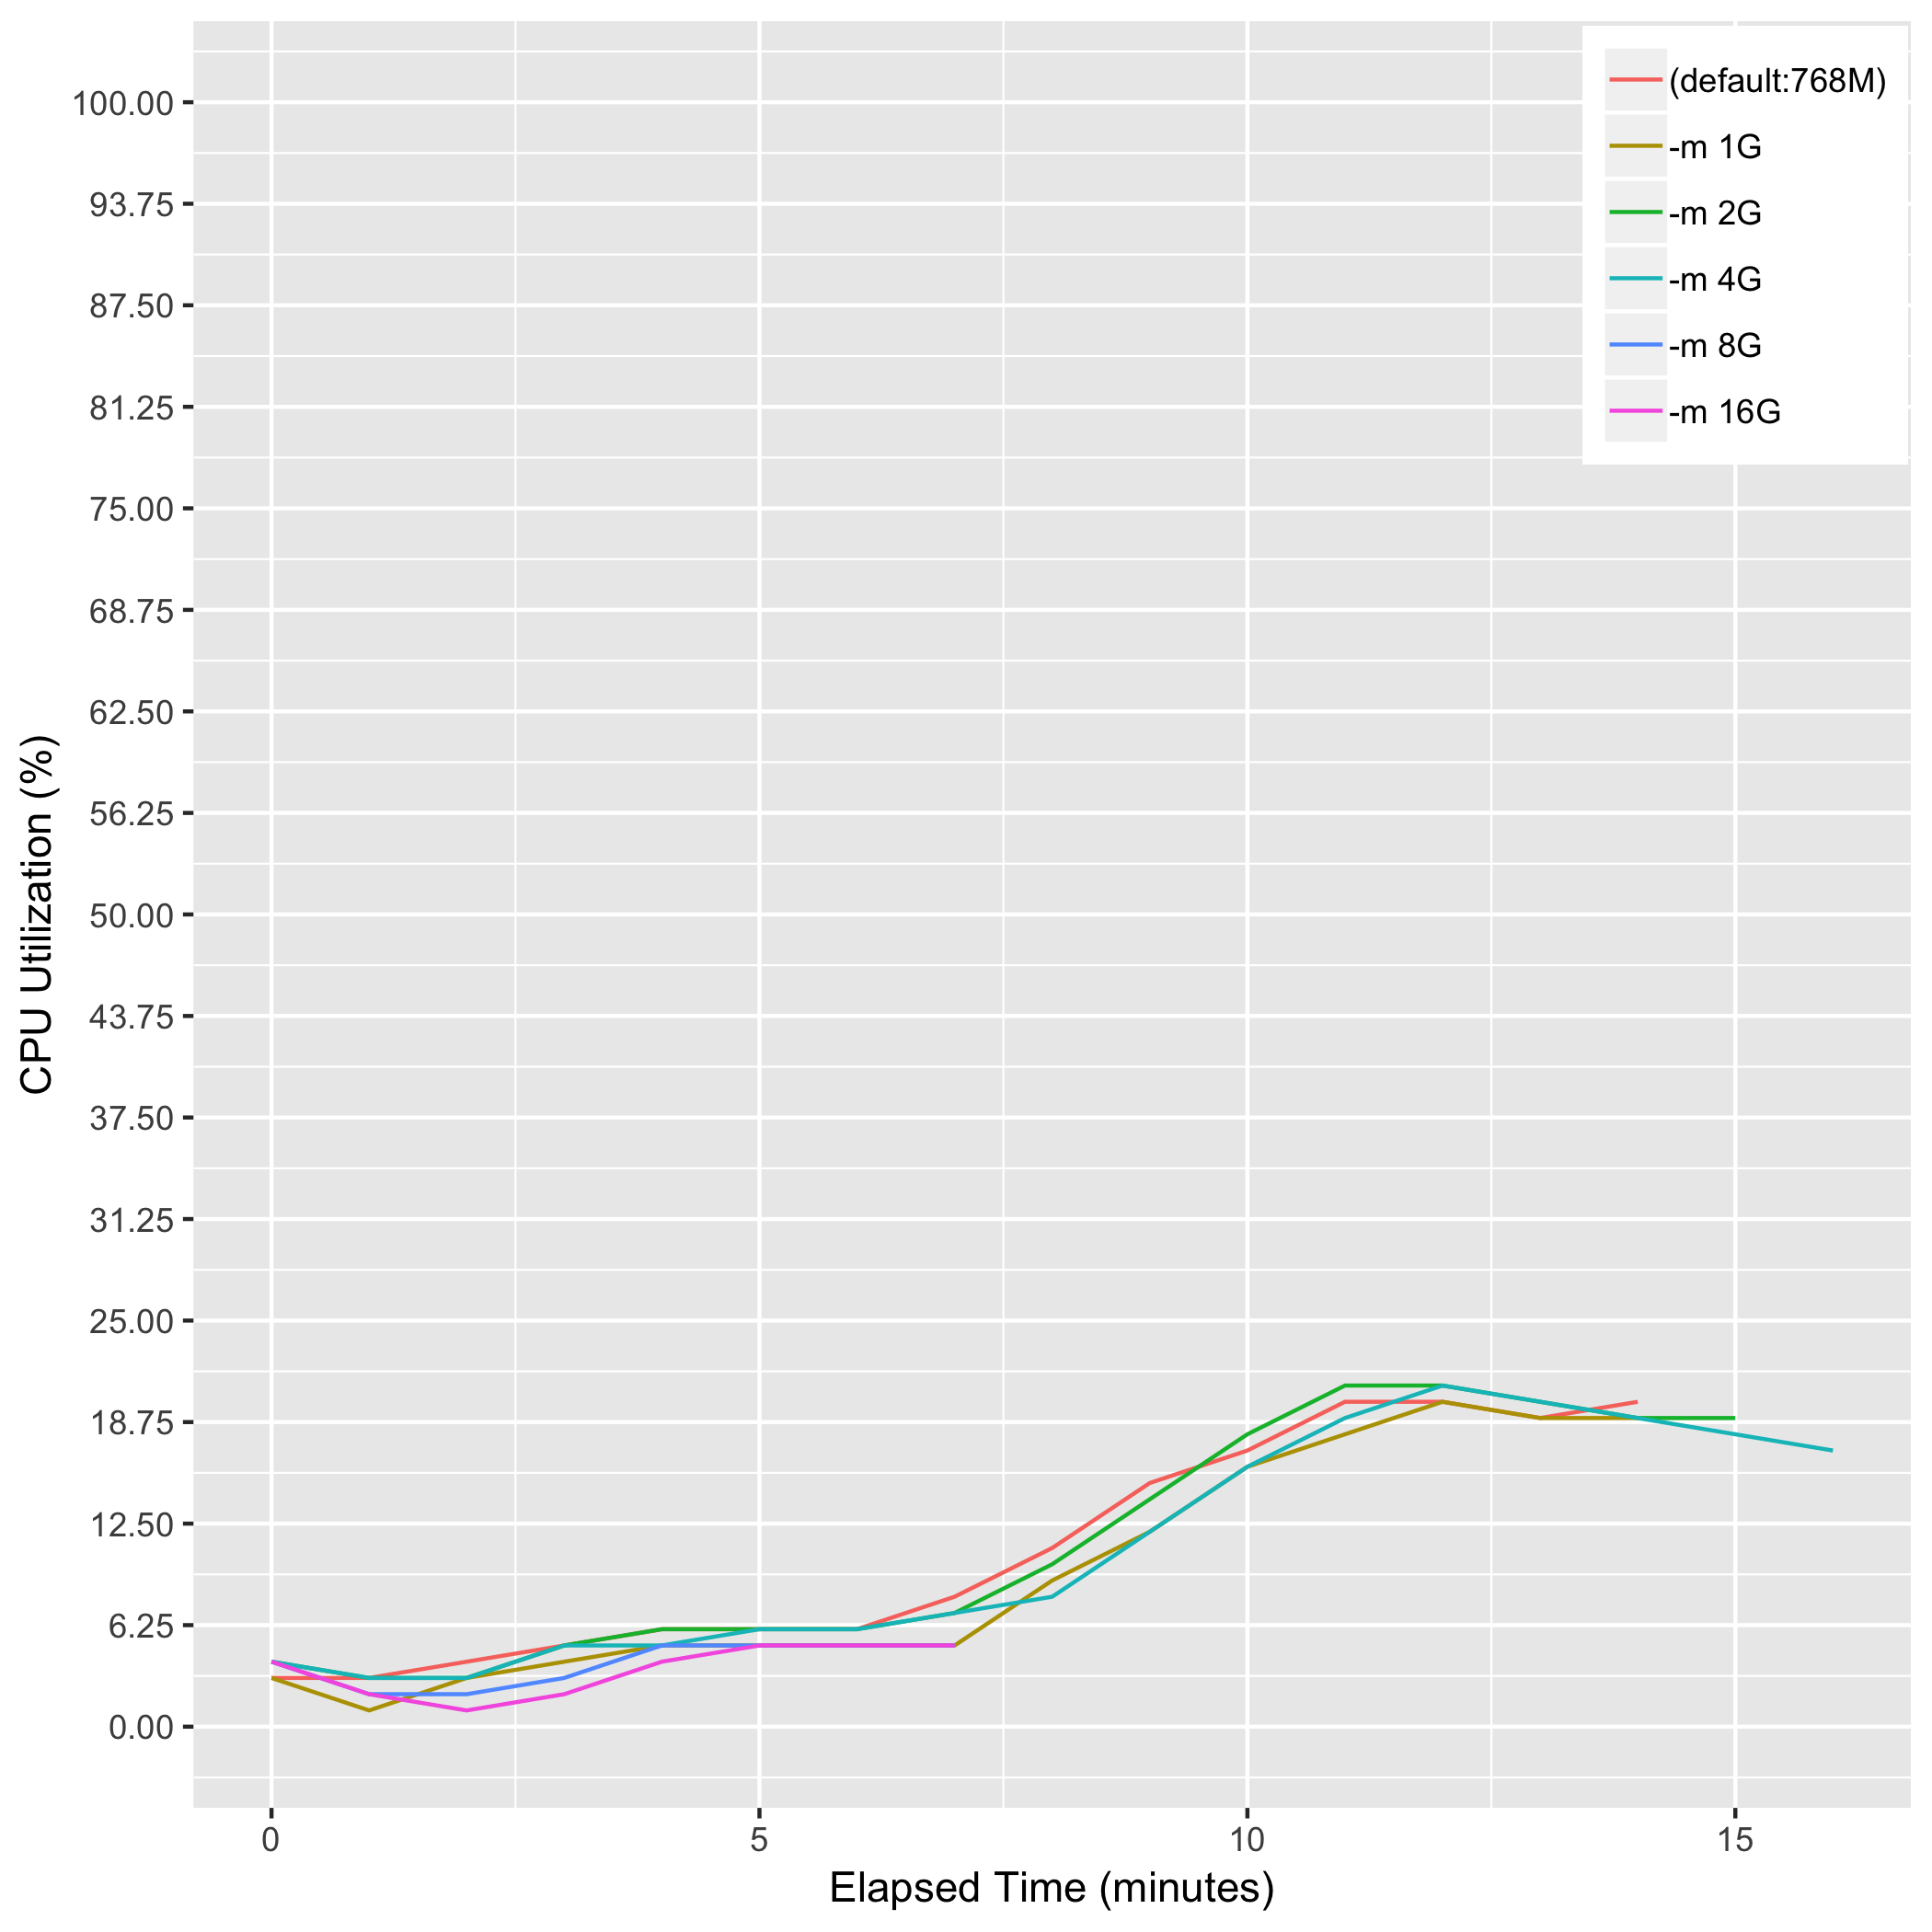 (default:768M)
-m 1G
-m 2G
-m 4G
-m 8G
-m 16G
CPU Utilization (%)
100.00
93.75
87.50
81.25
75.00
68.75
62.50
56.25
50.00
43.75
37.50
31.25
25.00
18.75
12.50
6.25
0.00
0 5 10 15
Elapsed Time (minutes)